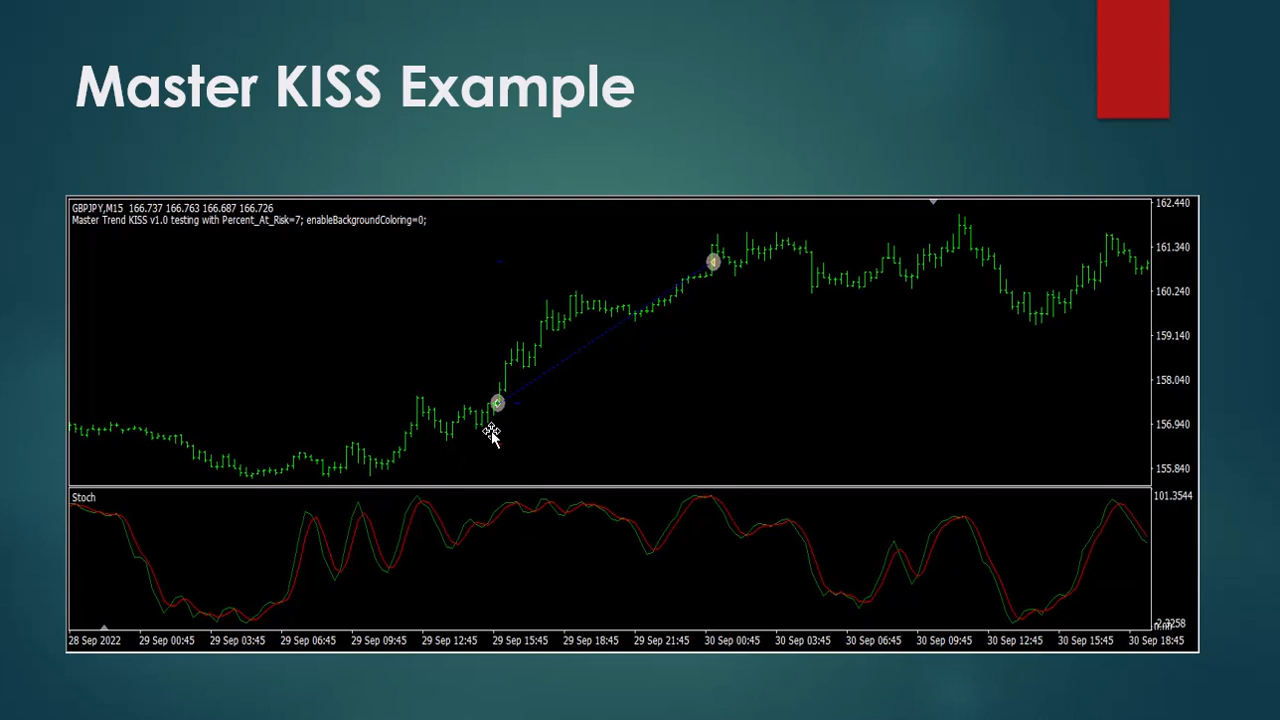 Master KISS Example
GBPJPY,M15 166.737 166.763 166.687 166.726
Master Trend KISS v1.0 testing with Percent_At_Risk=7; enableBackgroundColoring=0;
162.440
161.340
160.240
159.140
158.040
156.940
155.840
Stoch
101.3544
28 Sep 2022 29 Sep 00:45 29 Sep 03:45 29 Sep 06:45 29 Sep 09:45 29 Sep 12:45 29 Sep 15:45 29 Sep 18:45 29 Sep 21:45 30 Sep 00:45 30 Sep 03:45 30 Sep 06:45 30 Sep 09:45 30 Sep 12:45 30 Sep 15:45 30 Sep 18:45